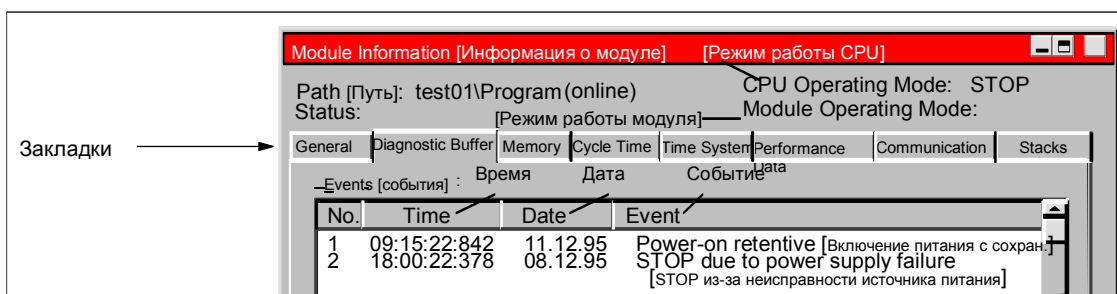 Module Information [Информация о модуле] [Режим работы CPU]
Path [Путь]: test01\Program (online) CPU Operating Mode: STOP
Status: Module Operating Mode:
[Режим работы модуля]
Закладки
General Diagnostic Buffer Memory Cycle Time Time System Performance Data Communication Stacks
Events [события] : Время Дата Событие
No. Time Date Event
1 09:15:22:842 11.12.95 Power-on retentive [Включение питания с сохран.]
2 18:00:22:378 08.12.95 STOP due to power supply failure
[STOP из-за неисправности источника питания]